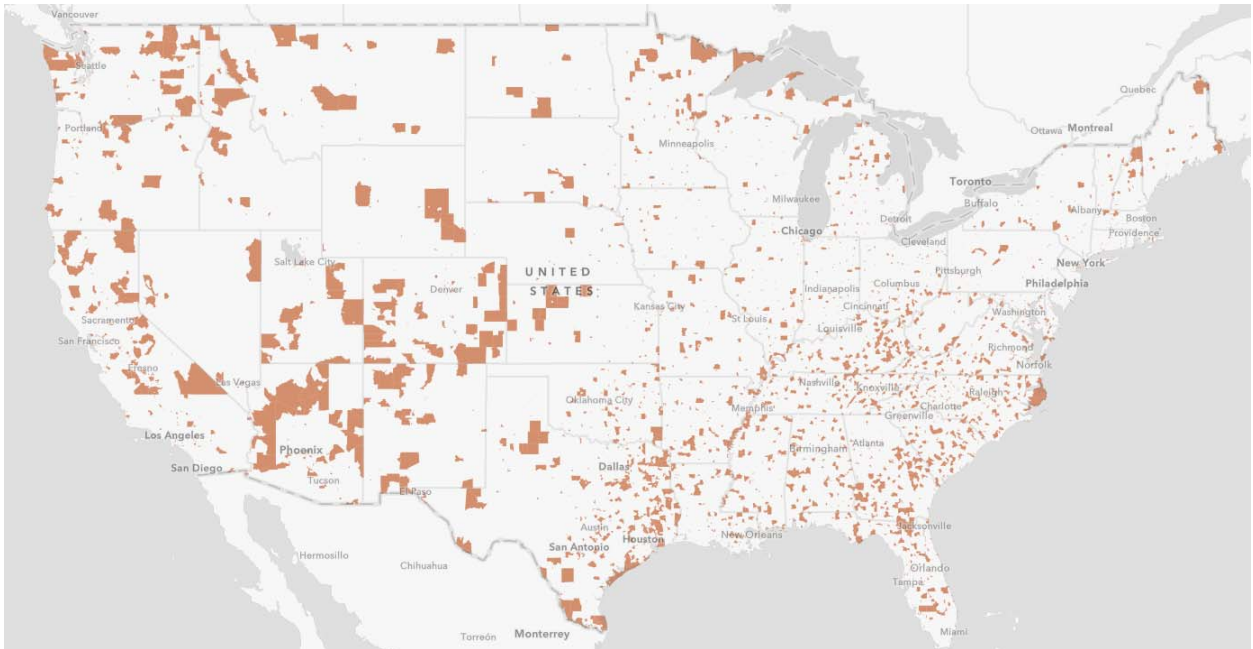 Vancouver
Seattle
Quebec
Portland
Ottawa
Montreal
Minneapolis
Toronto
Milwaukee
Buffalo
Albany
Boston
Detroit
Chicago
Providence
Cleveland
Salt Lake City
UNITED
STATES
New York
Pittsburgh
Denver
Indianapolis
Columbus
Philadelphia
Sacramento
Kansas City
Cincinnati
Washington
San Francisco
St Louis
Louisville
Richmond
Fresno
Las Vegas
Norfolk
Nashville
Knoxville
Raleigh
Oklahoma City
Memphis
Charlotte
Greenville
Los Angeles
Phoenix
Birmingham
Atlanta
San Diego
Tucson
Dallas
El Paso
Jacksonville
Austin
New Orleans
Houston
San Antonio
Hermosillo
Chihuahua
Orlando
Tampa
Miami
Torreón
Monterrey